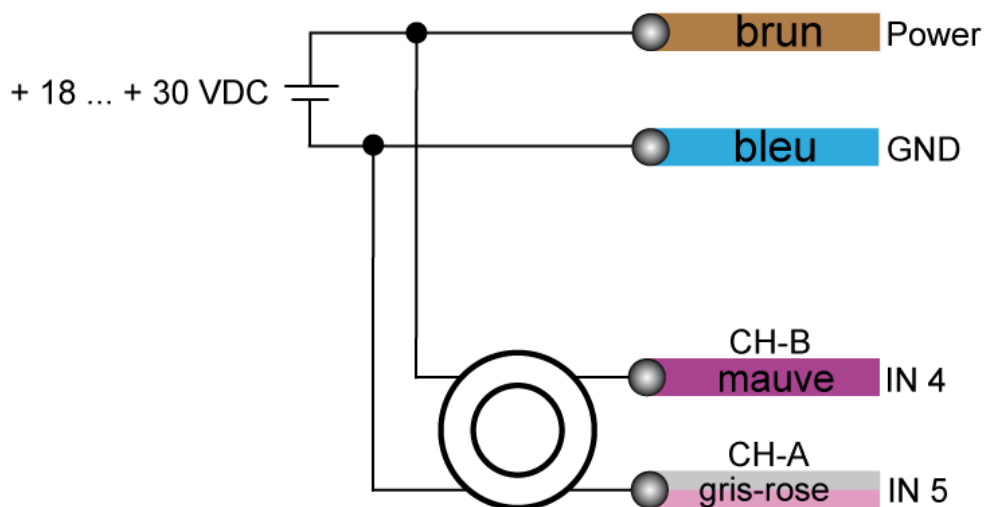 brun Power
+ 18 ... + 30 VDC
bleu GND
CH-B
mauve IN 4
CH-A
gris-rose IN 5